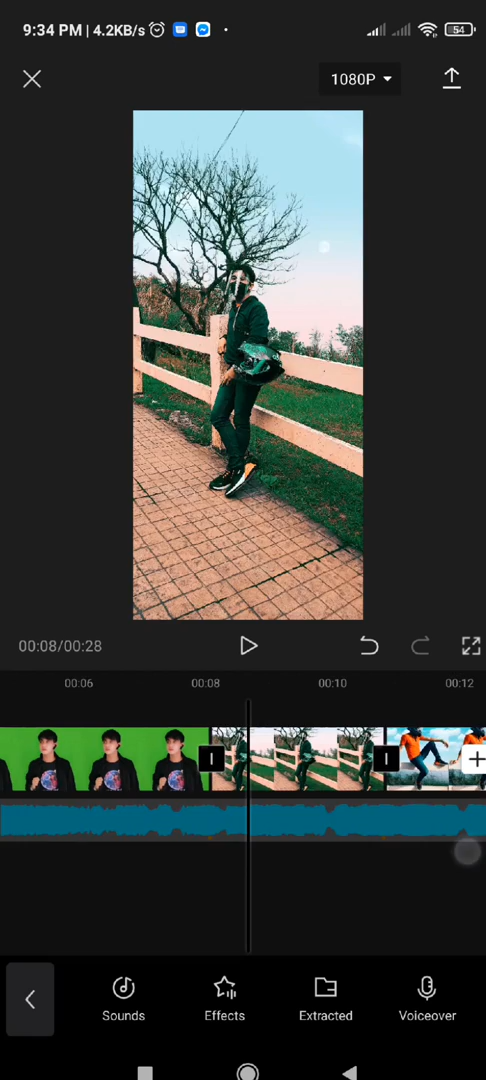 9:34 PM | 4.2KB/s
54
1080P
00:08/00:28
00:06 00:08 00:10 00:12
Sounds Effects Extracted Voiceover